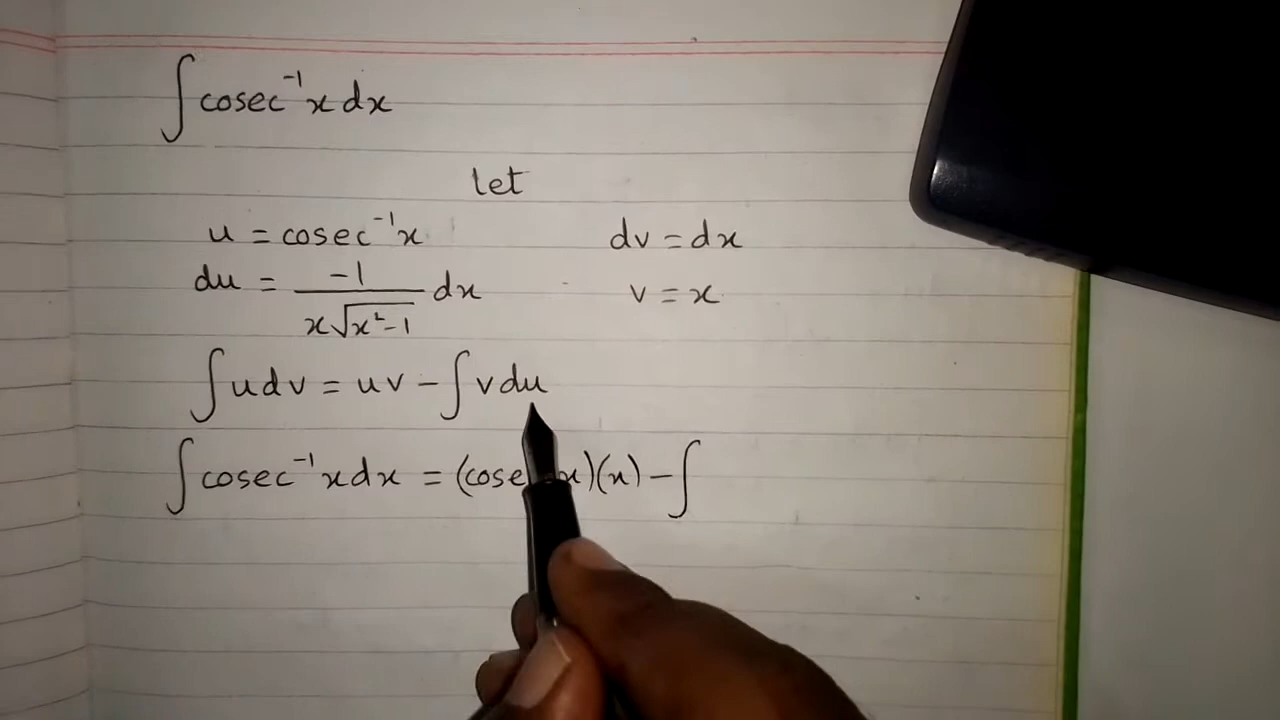 ∫cosec⁻¹x dx
let
u = cosec⁻¹x dv = dx
du = -1/(x√(x²-1)) dx v = x
∫u dv = uv - ∫v du
∫cosec⁻¹x dx = (cose x)(x) - ∫